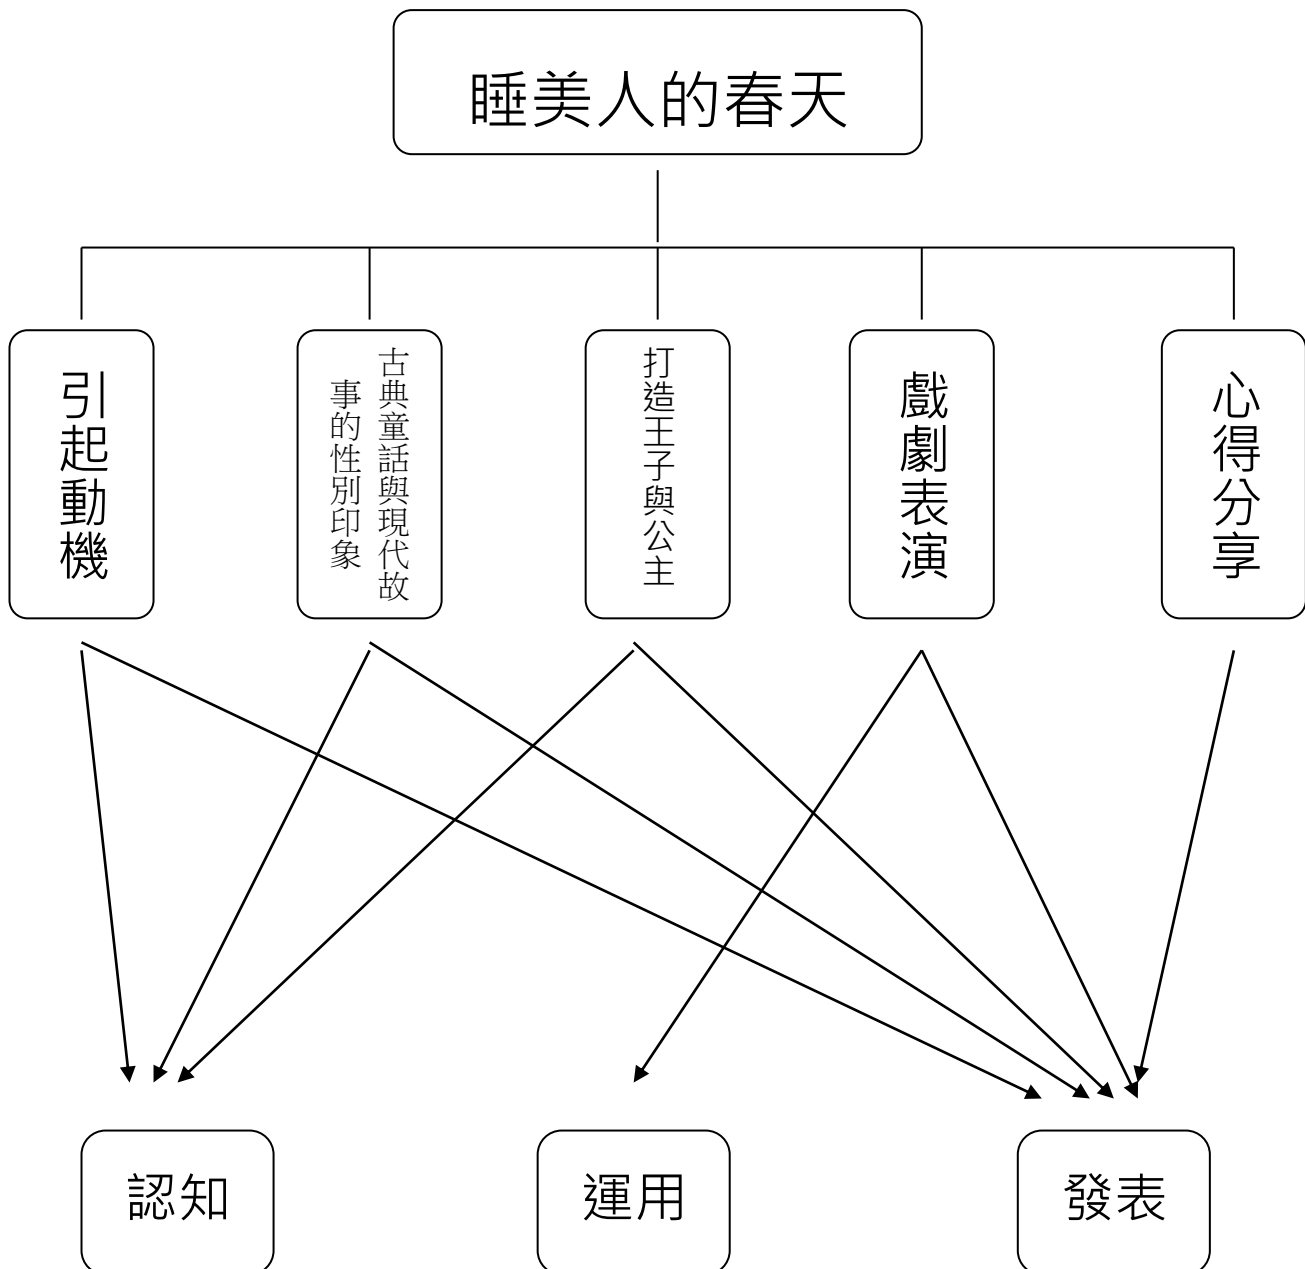 睡美人的春天
引起動機
古典童話與現代故
事的性別印象
打造王子與公主
戲劇表演
心得分享
認知
運用
發表